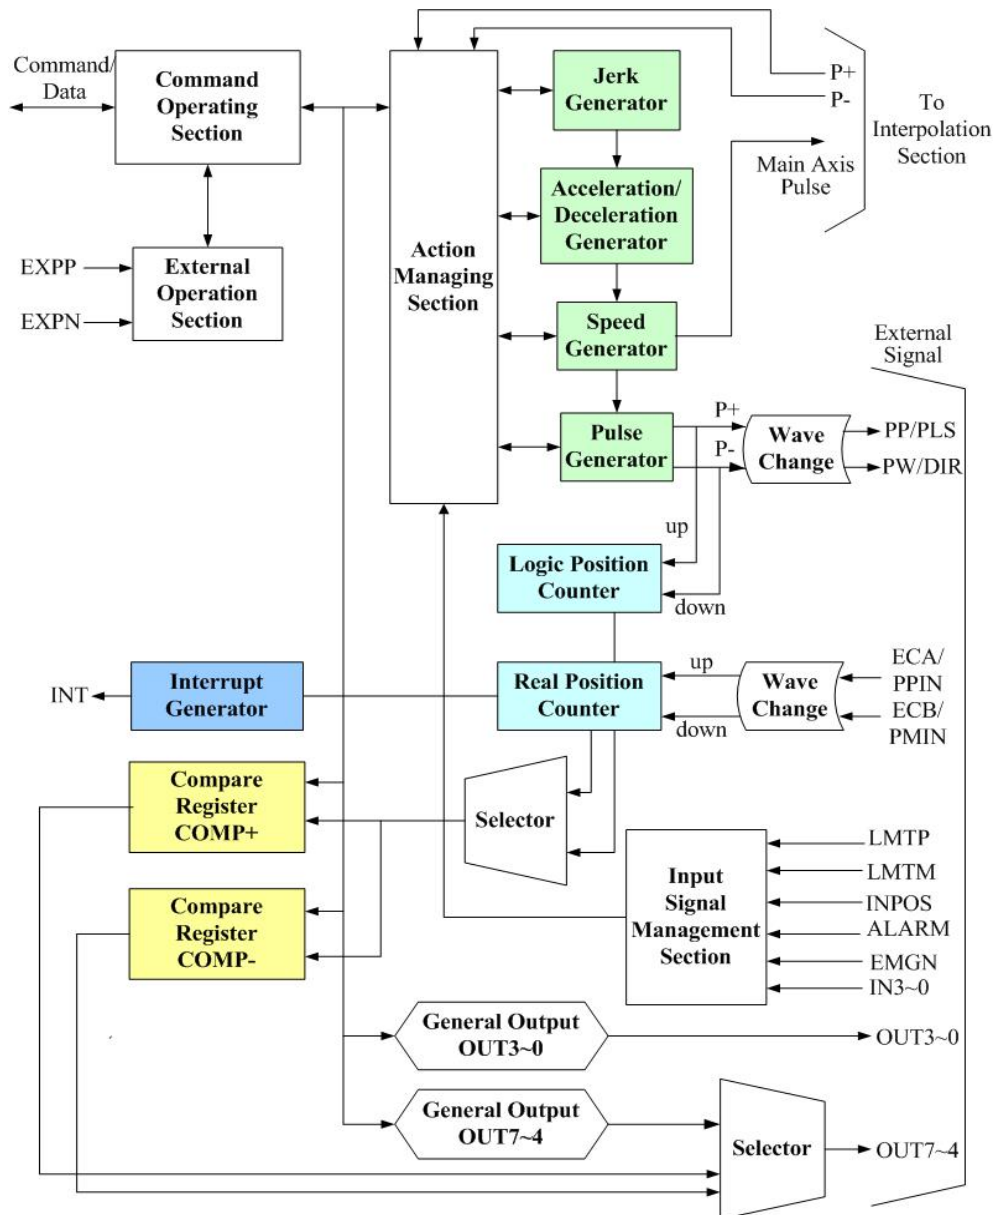 Command/
Data
Command
Operating
Section
External
Operation
Section
EXPP
EXPN
Action
Managing
Section
Jerk
Generator
Acceleration/
Deceleration
Generator
Speed
Generator
Pulse
Generator
P+
P-
To
Interpolation
Section
Main Axis
Pulse
External
Signal
P+
P-
Wave
Change
PP/PLS
PW/DIR
up
down
Logic Position
Counter
Real Position
Counter
up
down
Wave
Change
ECA/
PPIN
ECB/
PMIN
INT
Interrupt
Generator
Compare
Register
COMP+
Selector
Compare
Register
COMP-
Input
Signal
Management
Section
LMTP
LMTM
INPOS
ALARM
EMGN
IN3~0
General Output
OUT3~0
OUT3~0
General Output
OUT7~4
Selector
OUT7~4